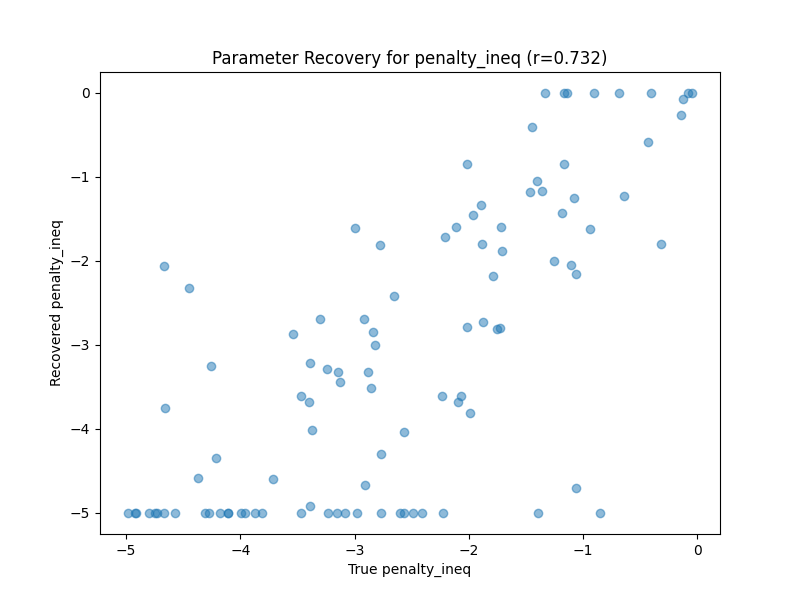 Parameter Recovery for penalty_ineq (r=0.732)
0
−1
−2
−3
−4
−5
Recovered penalty_ineq
−5 −4 −3 −2 −1 0
True penalty_ineq